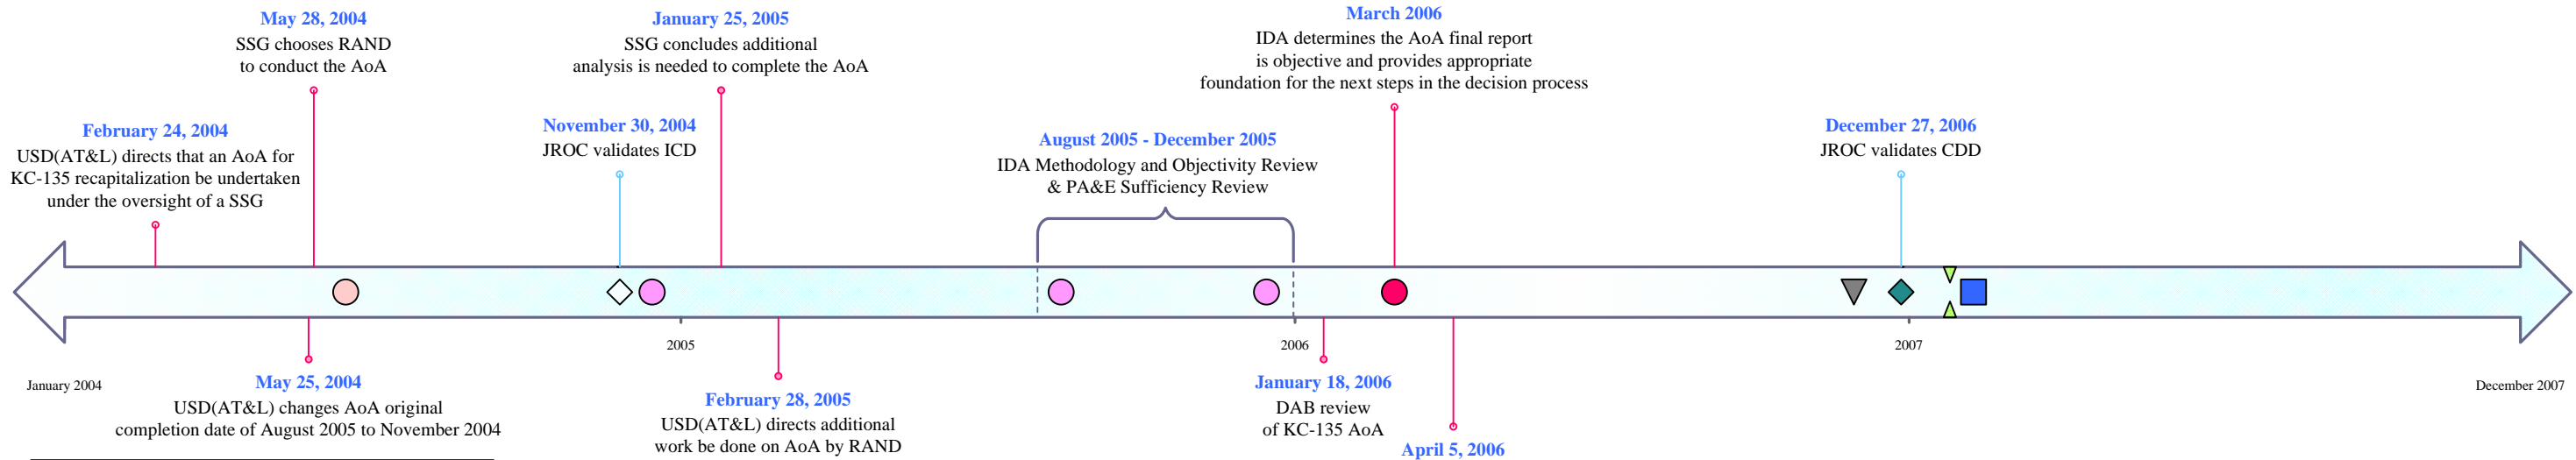 May 28, 2004
SSG chooses RAND
to conduct the AoA
January 25, 2005
SSG concludes additional
analysis is needed to complete the AoA
March 2006
IDA determines the AoA final report
is objective and provides appropriate
foundation for the next steps in the decision process
February 24, 2004
USD(AT&L) directs that an AoA for
KC-135 recapitalization be undertaken
under the oversight of a SSG
November 30, 2004
JROC validates ICD
August 2005 - December 2005
IDA Methodology and Objectivity Review
& PA&E Sufficiency Review
December 27, 2006
JROC validates CDD
2005
2006
2007
January 2004
December 2007
May 25, 2004
USD(AT&L) changes AoA original
completion date of August 2005 to November 2004
February 28, 2005
USD(AT&L) directs additional
work be done on AoA by RAND
January 18, 2006
DAB review
of KC-135 AoA
April 5, 2006